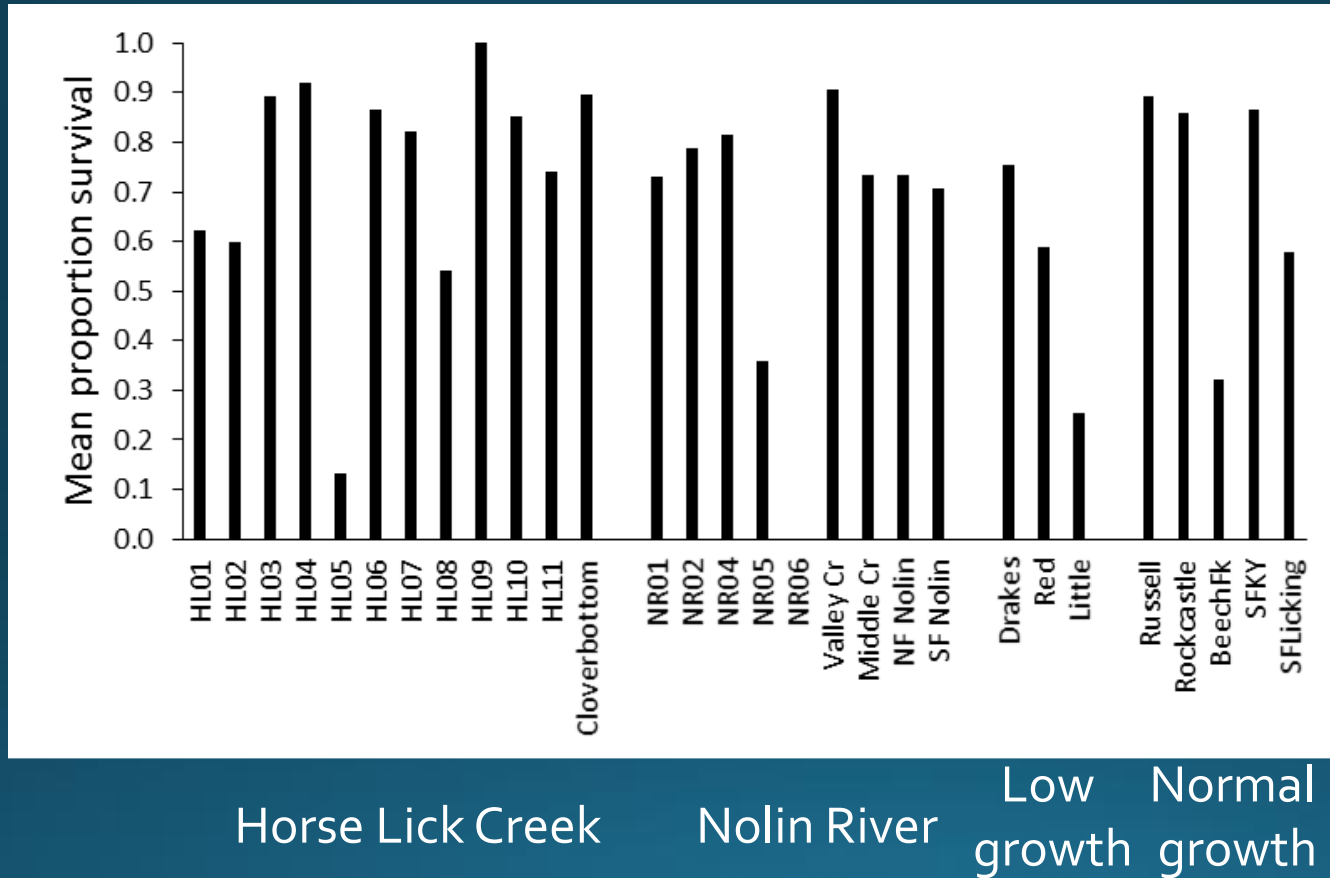 Mean proportion survival
1.0
0.9
0.8
0.7
0.6
0.5
0.4
0.3
0.2
0.1
0.0
HL01
HL02
HL03
HL04
HL05
HL06
HL07
HL08
HL09
HL10
HL11
Cloverbottom
NR01
NR02
NR04
NR05
NR06
Valley Cr
Middle Cr
NF Nolin
SF Nolin
Drakes
Red
Little
Russell
Rockcastle
BeechFk
SFKY
SFLicking
Horse Lick Creek
Nolin River
Low
growth
Normal
growth